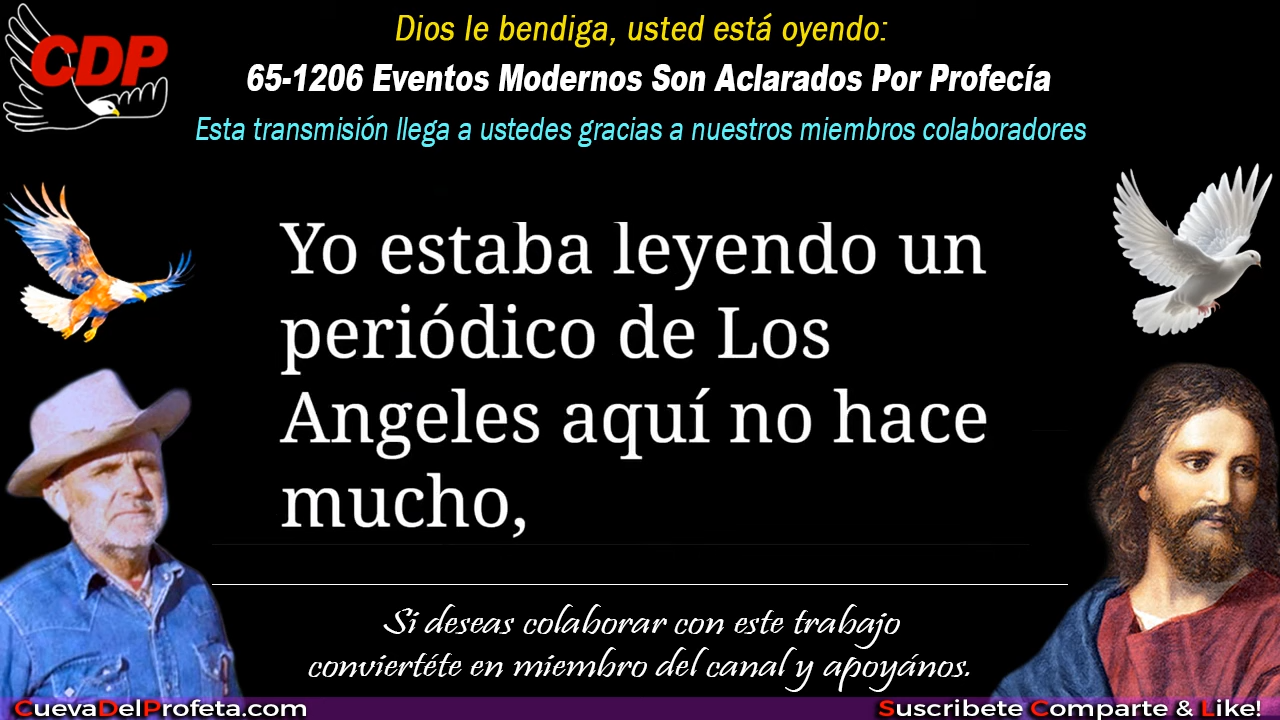 CDP
Dios le bendiga, usted está oyendo:
65-1206 Eventos Modernos Son Aclarados Por Profecía
Esta transmisión llega a ustedes gracias a nuestros miembros colaboradores
Yo estaba leyendo un
periódico de Los
Angeles aquí no hace
mucho,
Si deseas colaborar con este trabajo
conviertéte en miembro del canal y apoyános.
CuevaDelProfeta.com
Suscribete Comparte & Like!